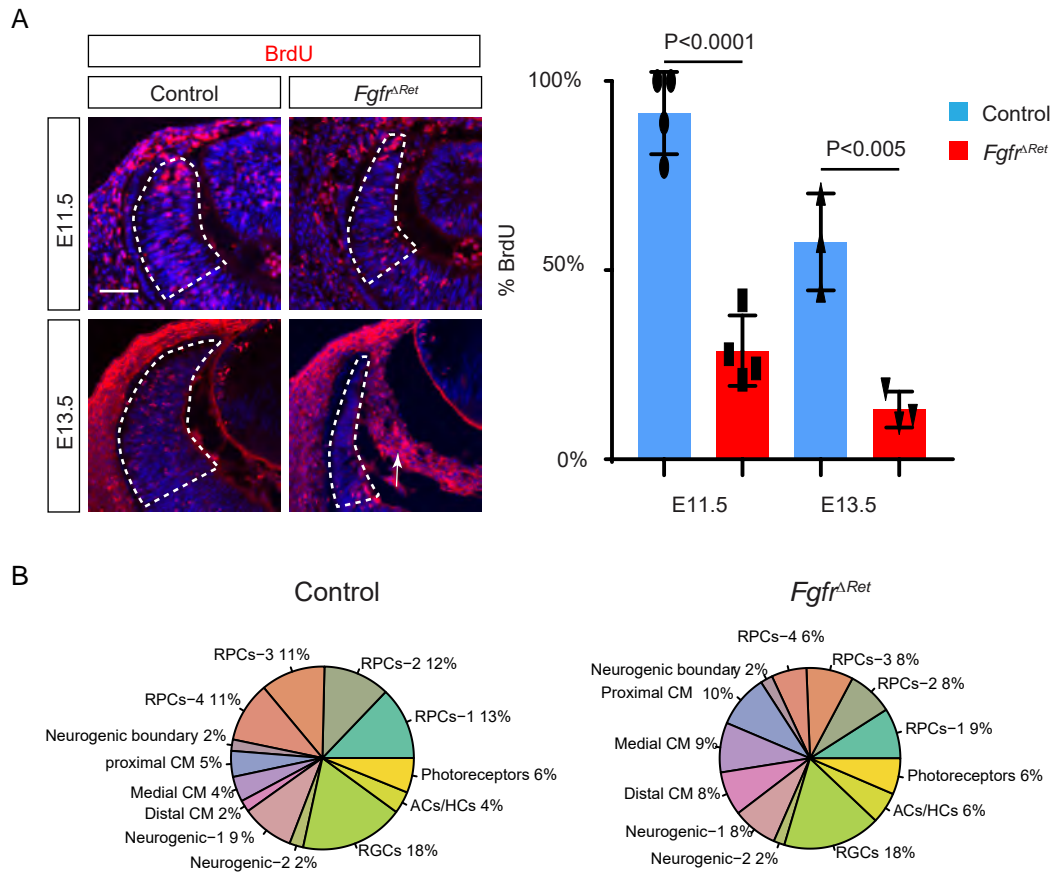 A
BrdU
Control
Fgfr^ΔRet
E11.5
E13.5
P<0.0001
P<0.005
100%
50%
0%
% BrdU
E11.5
E13.5
Control
Fgfr^ΔRet
B
Control
RPCs−3 11%
RPCs−2 12%
RPCs−4 11%
RPCs−1 13%
Neurogenic boundary 2%
proximal CM 5%
Photoreceptors 6%
Medial CM 4%
ACs/HCs 4%
Distal CM 2%
Neurogenic−1 9%
RGCs 18%
Neurogenic−2 2%
Fgfr^ΔRet
RPCs−4 6%
RPCs−3 8%
Neurogenic boundary 2%
RPCs−2 8%
Proximal CM 10%
RPCs−1 9%
Medial CM 9%
Photoreceptors 6%
Distal CM 8%
ACs/HCs 6%
Neurogenic−1 8%
RGCs 18%
Neurogenic−2 2%